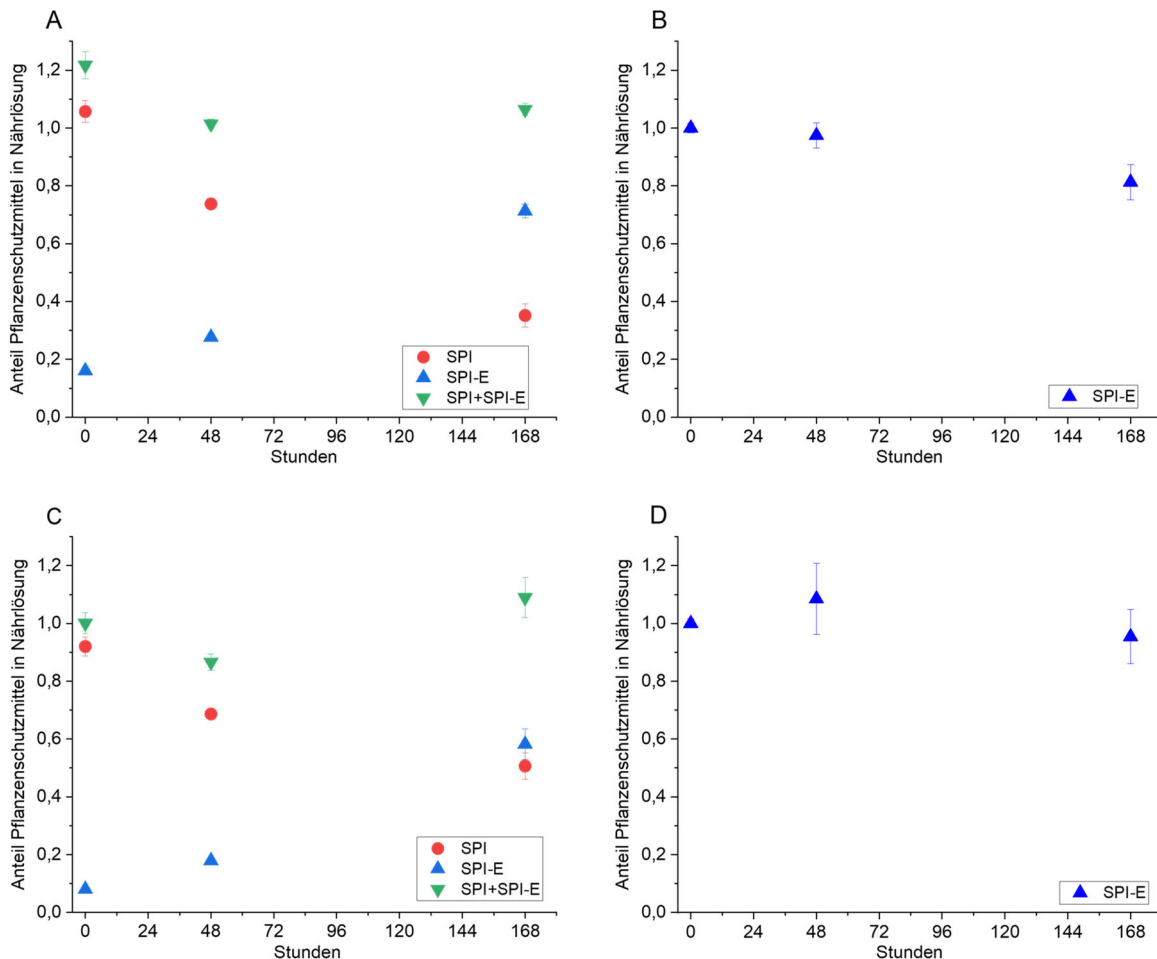 A
Anteil Pflanzenschutzmittel in Nährlösung
1,2
1,0
0,8
0,6
0,4
0,2
0,0
SPI
SPI-E
SPI+SPI-E
0 24 48 72 96 120 144 168
Stunden
B
Anteil Pflanzenschutzmittel in Nährlösung
1,2
1,0
0,8
0,6
0,4
0,2
0,0
SPI-E
0 24 48 72 96 120 144 168
Stunden
C
Anteil Pflanzenschutzmittel in Nährlösung
1,2
1,0
0,8
0,6
0,4
0,2
0,0
SPI
SPI-E
SPI+SPI-E
0 24 48 72 96 120 144 168
Stunden
D
Anteil Pflanzenschutzmittel in Nährlösung
1,2
1,0
0,8
0,6
0,4
0,2
0,0
SPI-E
0 24 48 72 96 120 144 168
Stunden